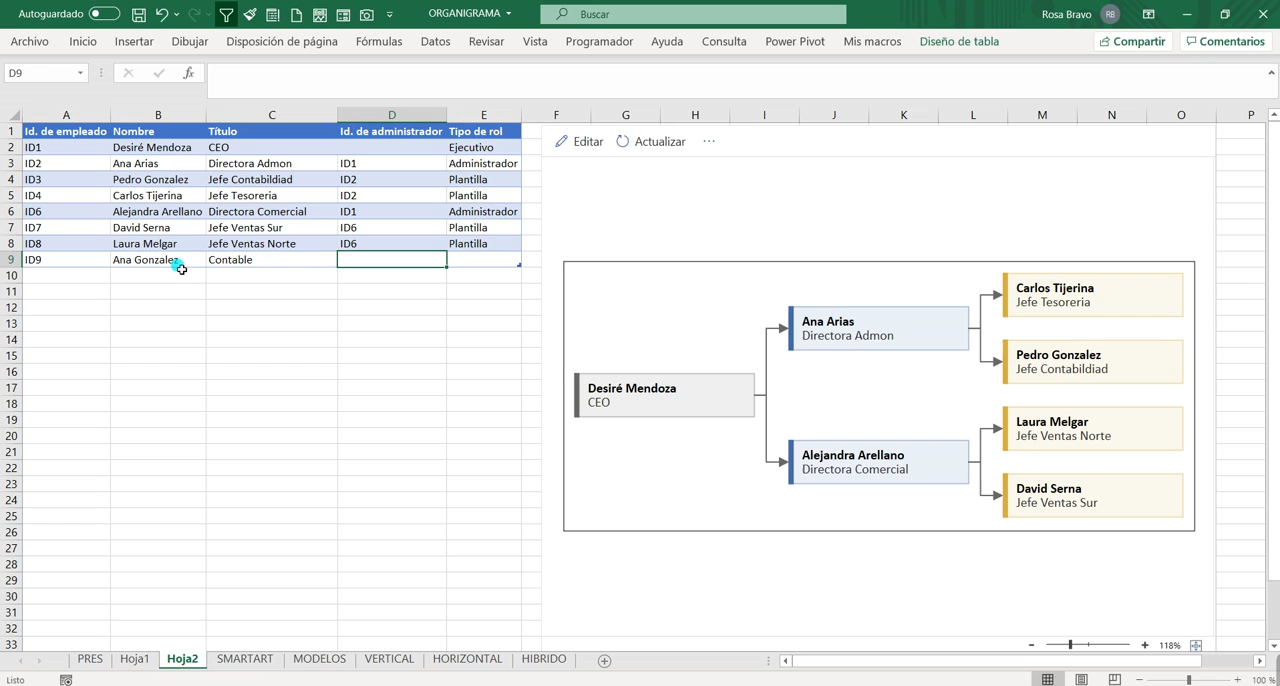 Autoguardado
ORGANIGRAMA
Buscar
Rosa Bravo RB
Archivo Inicio Insertar Dibujar Disposición de página Fórmulas Datos Revisar Vista Programador Ayuda Consulta Power Pivot Mis macros Diseño de tabla Compartir Comentarios
D9 fx
A B C D E F G H I J K L M N O P
1 Id. de empleado Nombre Título Id. de administrador Tipo de rol
2 ID1 Desiré Mendoza CEO Ejecutivo
3 ID2 Ana Arias Directora Admon ID1 Administrador
4 ID3 Pedro Gonzalez Jefe Contabildiad ID2 Plantilla
5 ID4 Carlos Tijerina Jefe Tesoreria ID2 Plantilla
6 ID6 Alejandra Arellano Directora Comercial ID1 Administrador
7 ID7 David Serna Jefe Ventas Sur ID6 Plantilla
8 ID8 Laura Melgar Jefe Ventas Norte ID6 Plantilla
9 ID9 Ana Gonzalez Contable
10
11
12
13
14
15
16
17
18
19
20
21
22
23
24
25
26
27
28
29
30
31
32
33
Editar Actualizar ...
Desiré Mendoza
CEO
Ana Arias
Directora Admon
Alejandra Arellano
Directora Comercial
Carlos Tijerina
Jefe Tesoreria
Pedro Gonzalez
Jefe Contabildiad
Laura Melgar
Jefe Ventas Norte
David Serna
Jefe Ventas Sur
118%
PRES Hoja1 Hoja2 SMARTART MODELOS VERTICAL HORIZONTAL HIBRIDO
Listo
100 %